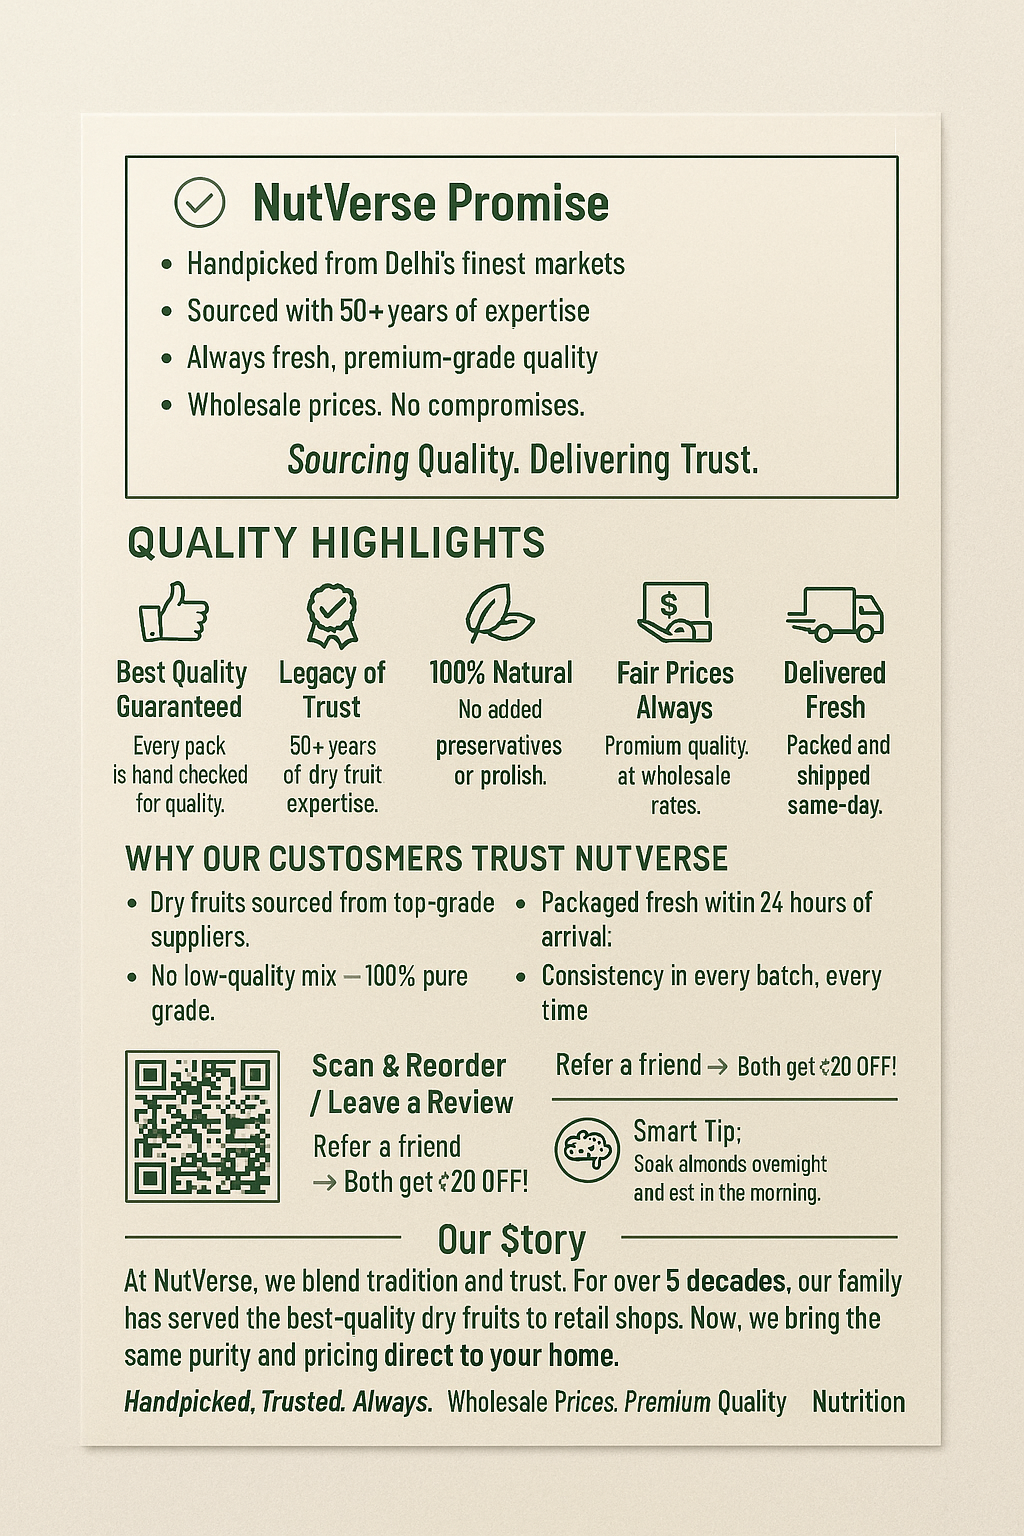 NutVerse Promise
• Handpicked from Delhi's finest markets
• Sourced with 50+ years of expertise
• Always fresh, premium-grade quality
• Wholesale prices. No compromises.
Sourcing Quality. Delivering Trust.
QUALITY HIGHLIGHTS
$
Best Quality
Guaranteed
Every pack
is hand checked
for quality.
Legacy of
Trust
50+ years
of dry fruit
expertise.
100% Natural
No added
preservatives
or prolish.
Fair Prices
Always
Promium quality.
at wholesale
rates.
Delivered
Fresh
Packed and
shipped
same-day.
WHY OUR CUSTOSMERS TRUST NUTVERSE
• Dry fruits sourced from top-grade
suppliers.
• No low-quality mix – 100% pure
grade.
• Packaged fresh witin 24 hours of
arrival:
• Consistency in every batch, every
time
Scan & Reorder
/ Leave a Review
Refer a friend
→ Both get ¢20 OFF!
Refer a friend → Both get ¢20 OFF!
Smart Tip;
Soak almonds ovemight
and est in the morning.
Our $tory
At NutVerse, we blend tradition and trust. For over 5 decades, our family
has served the best-quality dry fruits to retail shops. Now, we bring the
same purity and pricing direct to your home.
Handpicked, Trusted. Always. Wholesale Prices. Premium Quality Nutrition